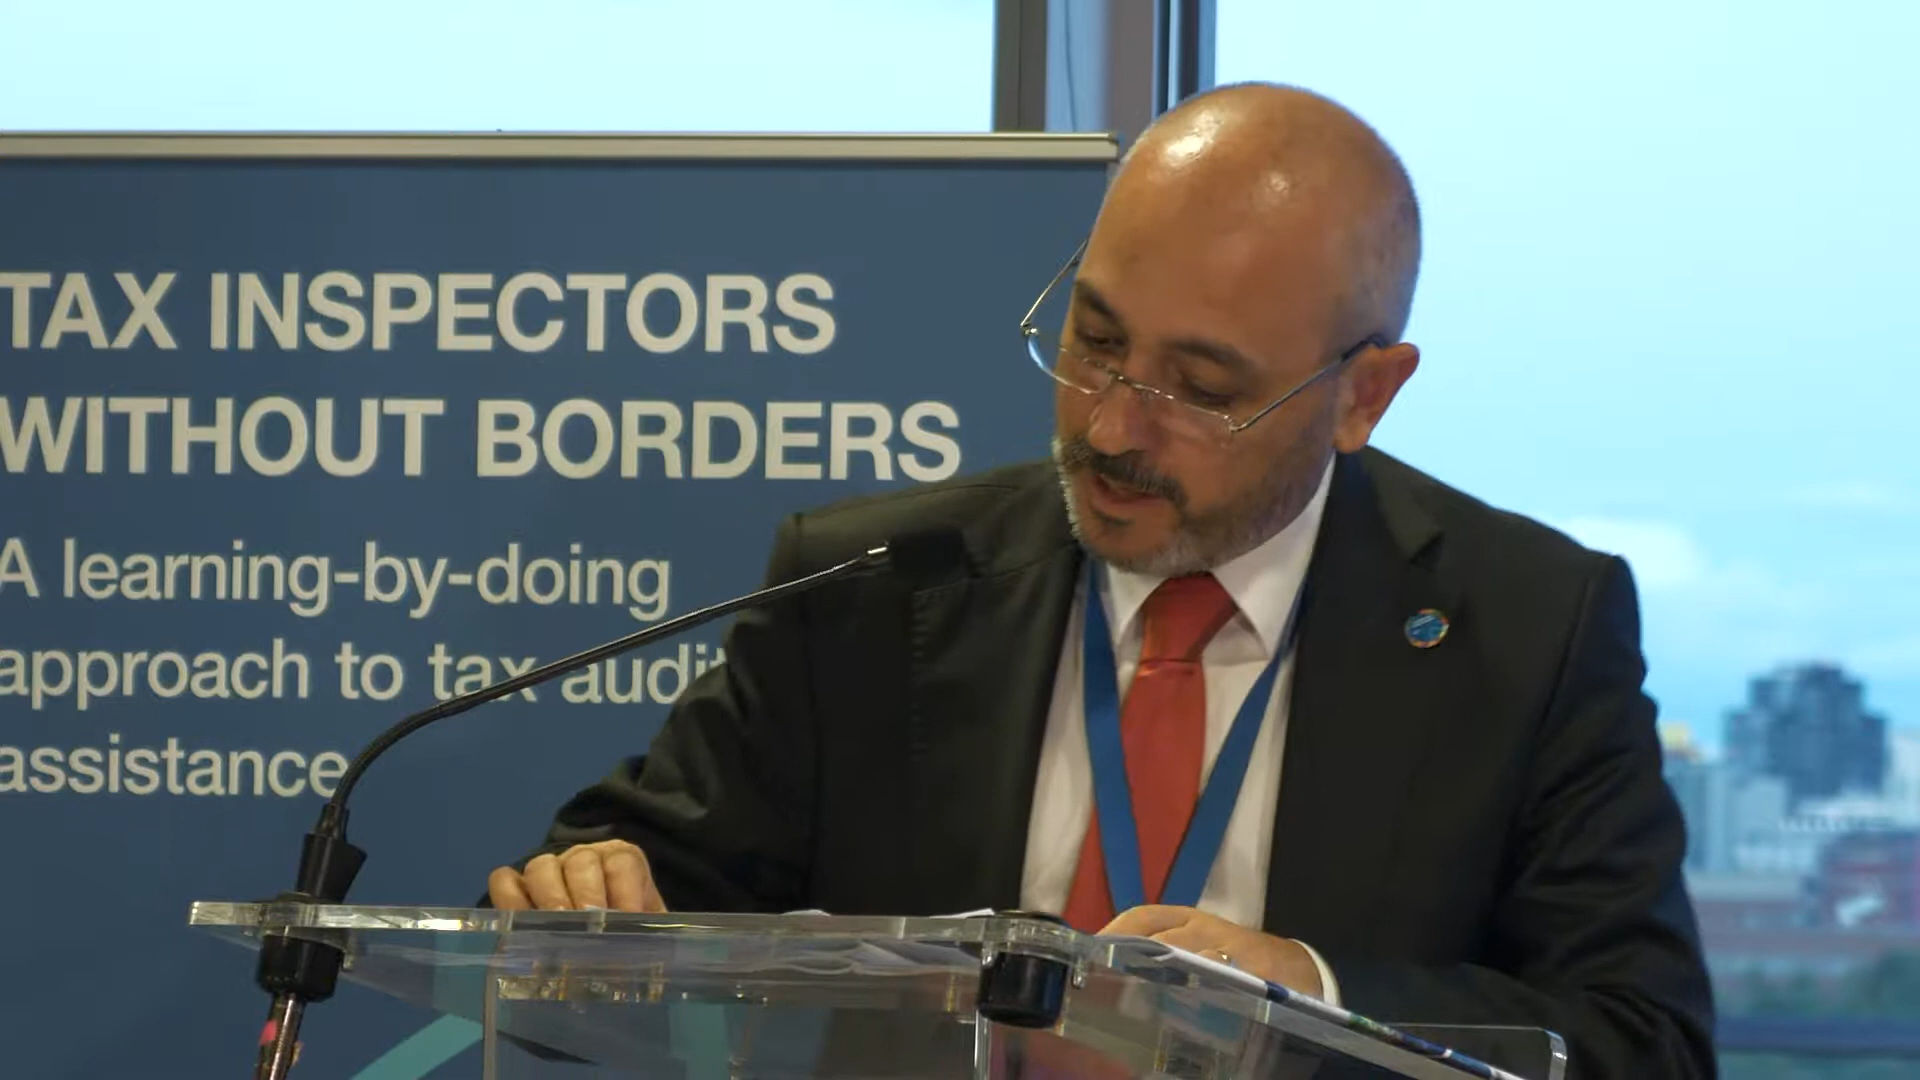 TAX INSPECTORS
WITHOUT BORDERS
A learning-by-doing
approach to tax audit
assistance